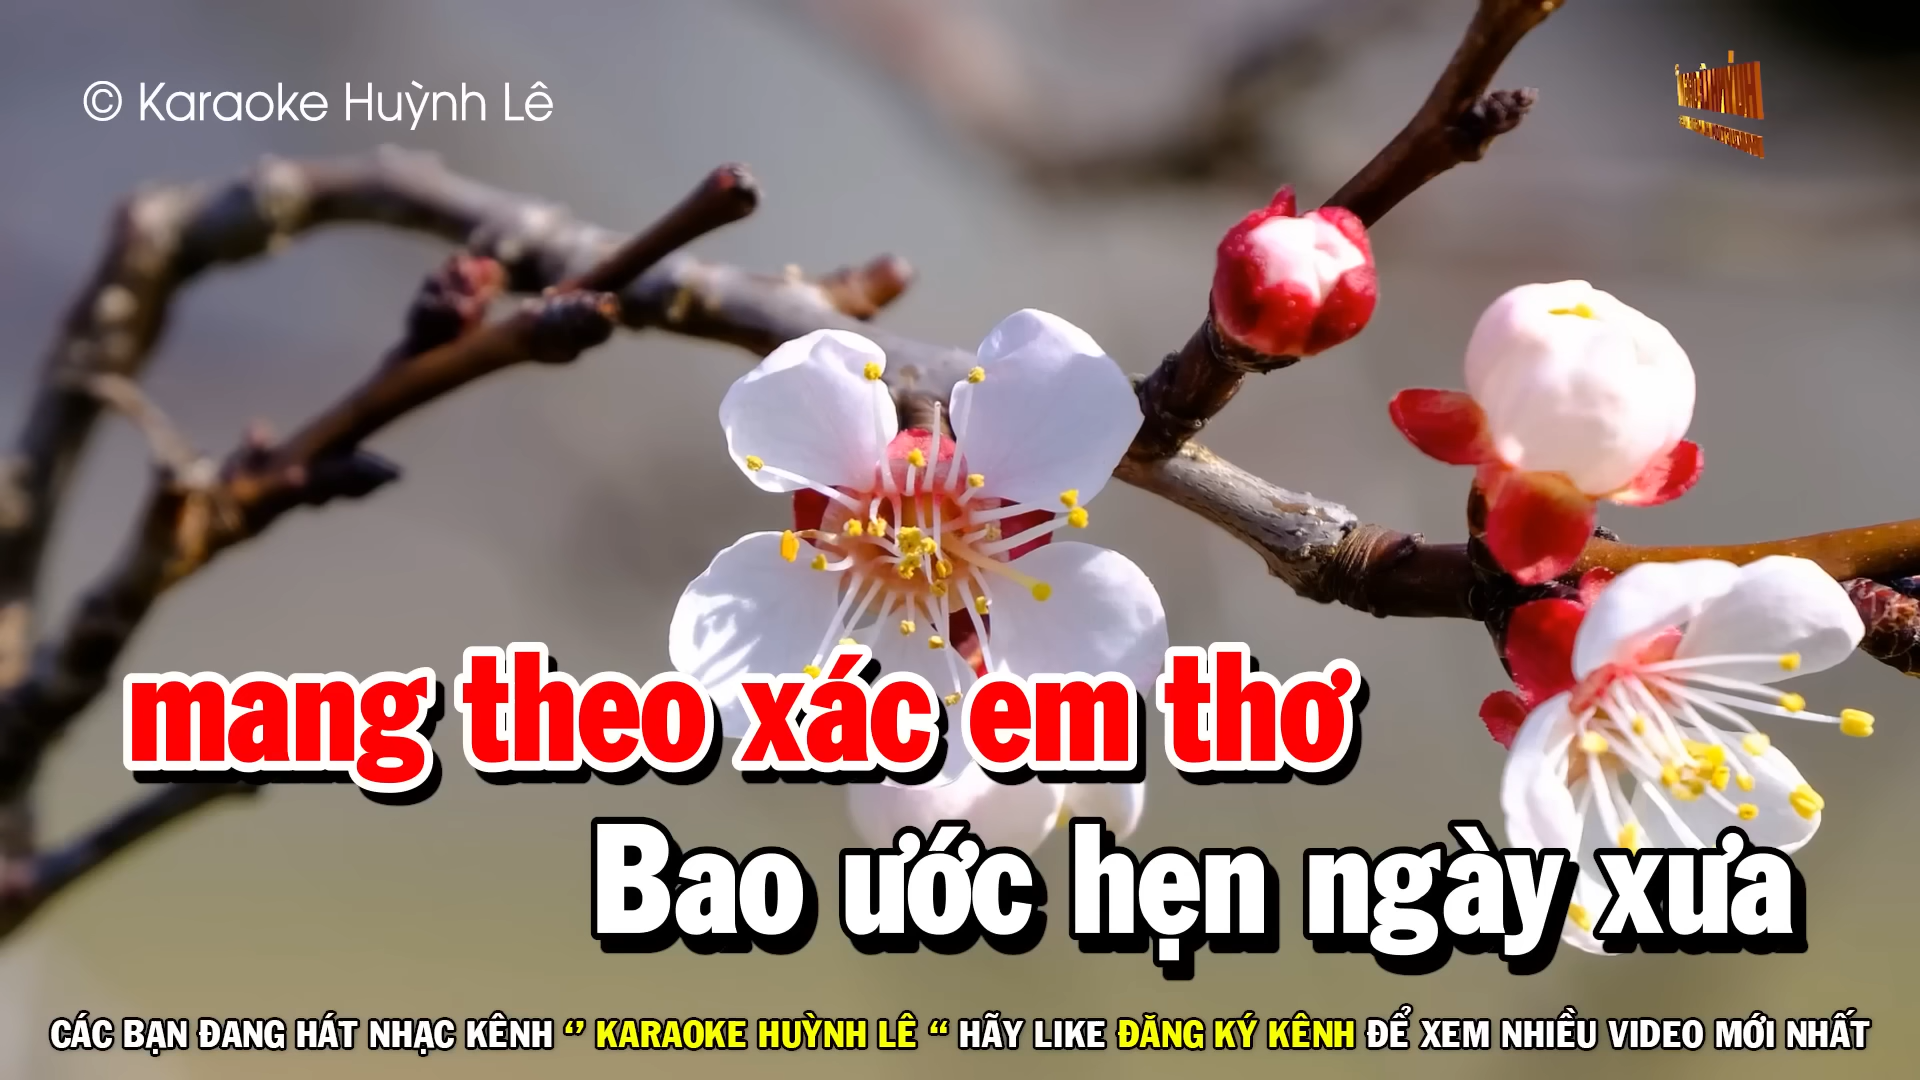 © Karaoke Huỳnh Lê
mang theo xác em thơ
Bao ước hẹn ngày xưa
CÁC BẠN ĐANG HÁT NHẠC KÊNH “ KARAOKE HUỲNH LÊ “ HÃY LIKE ĐĂNG KÝ KÊNH ĐỂ XEM NHIỀU VIDEO MỚI NHẤT